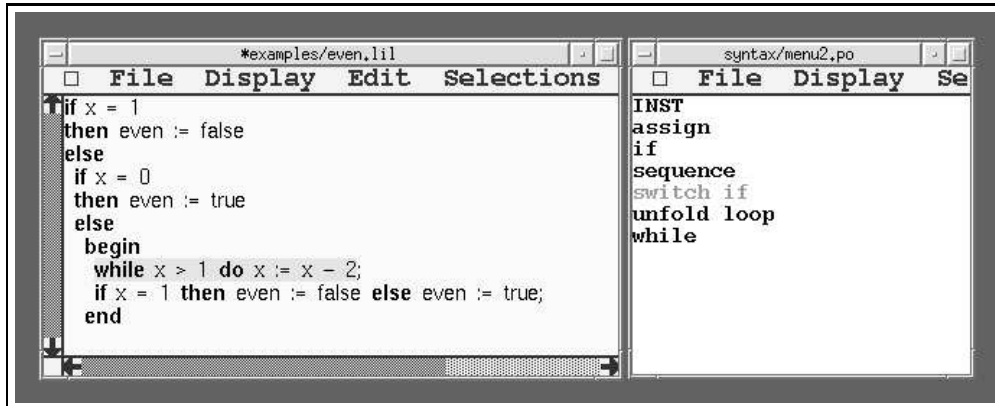 *examples/even.lil
File Display Edit Selections
if x = 1
then even := false
else
if x = 0
then even := true
else
begin
while x > 1 do x := x − 2;
if x = 1 then even := false else even := true;
end
syntax/menu2.po
File Display Se
INST
assign
if
sequence
switch if
unfold loop
while